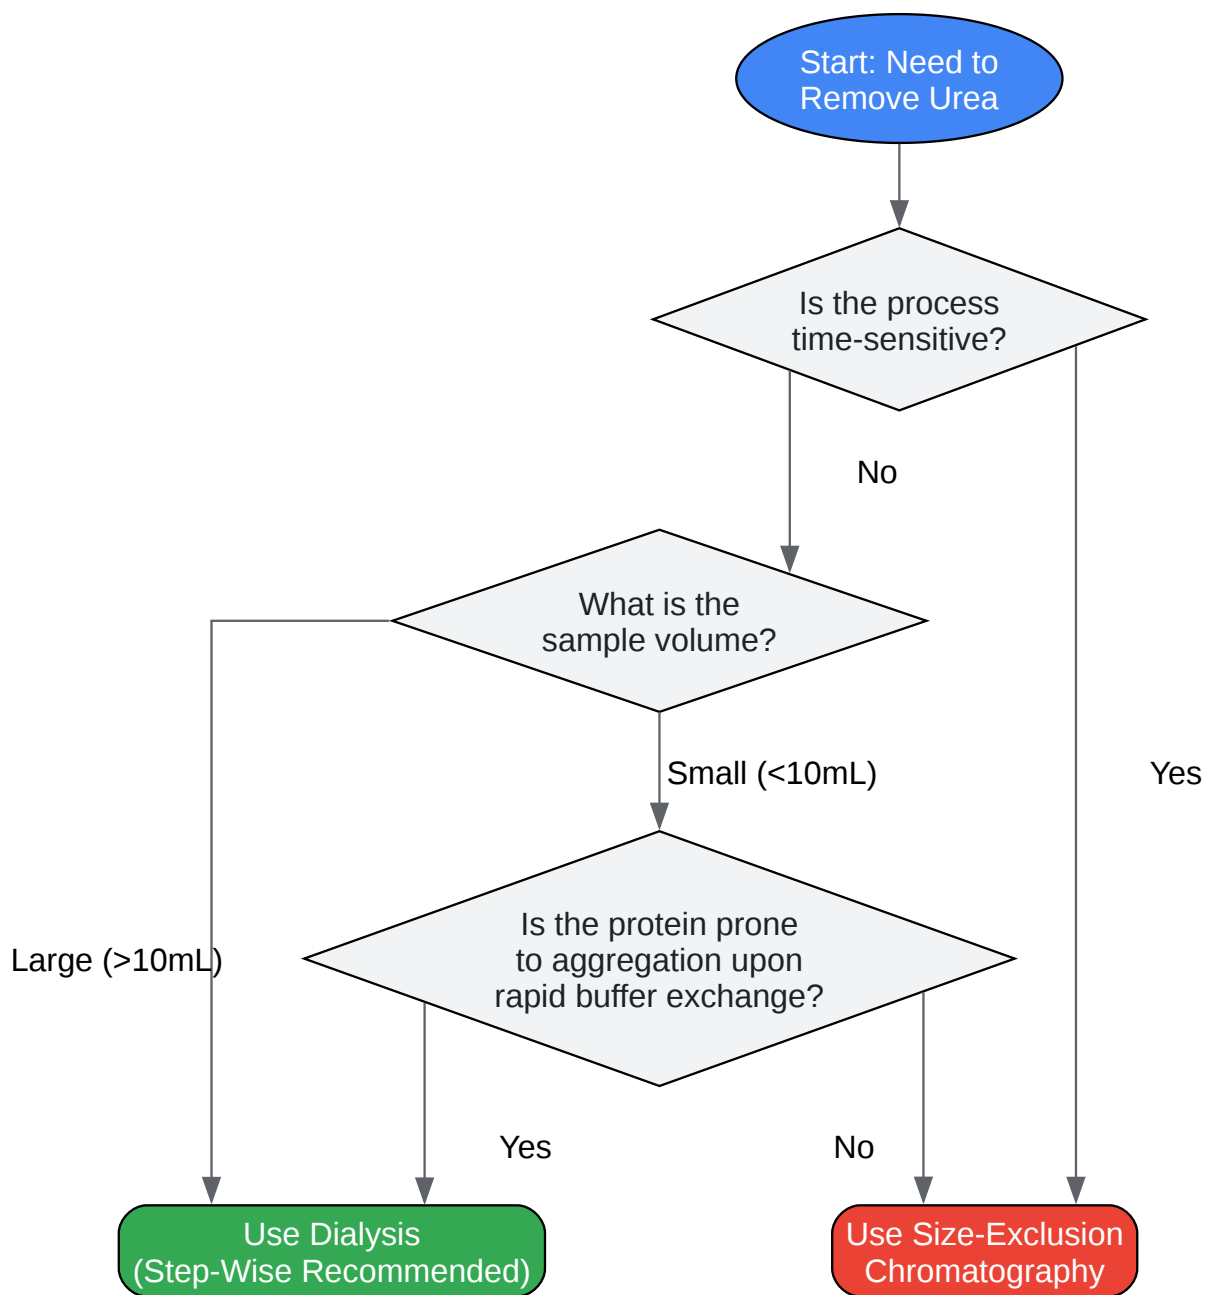 Start: Need to
Remove Urea
Is the process
time-sensitive?
No
What is the
sample volume?
Small (<10mL)
Yes
Is the protein prone
to aggregation upon
rapid buffer exchange?
Large (>10mL)
Yes
No
Use Dialysis
(Step-Wise Recommended)
Use Size-Exclusion
Chromatography